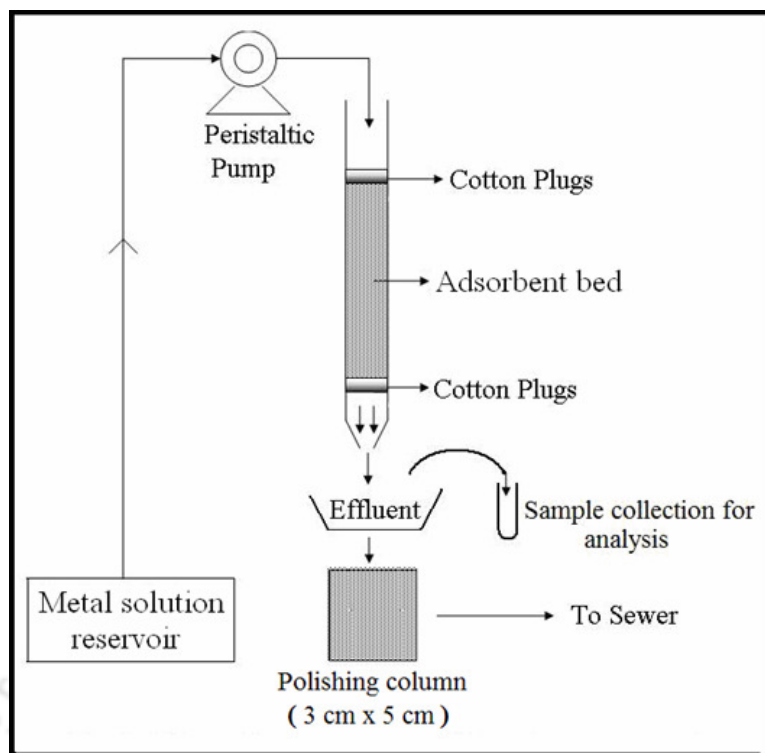 Peristaltic
Pump
Cotton Plugs
Adsorbent bed
Cotton Plugs
Effluent
Sample collection for
analysis
Metal solution
reservoir
To Sewer
Polishing column
( 3 cm x 5 cm )